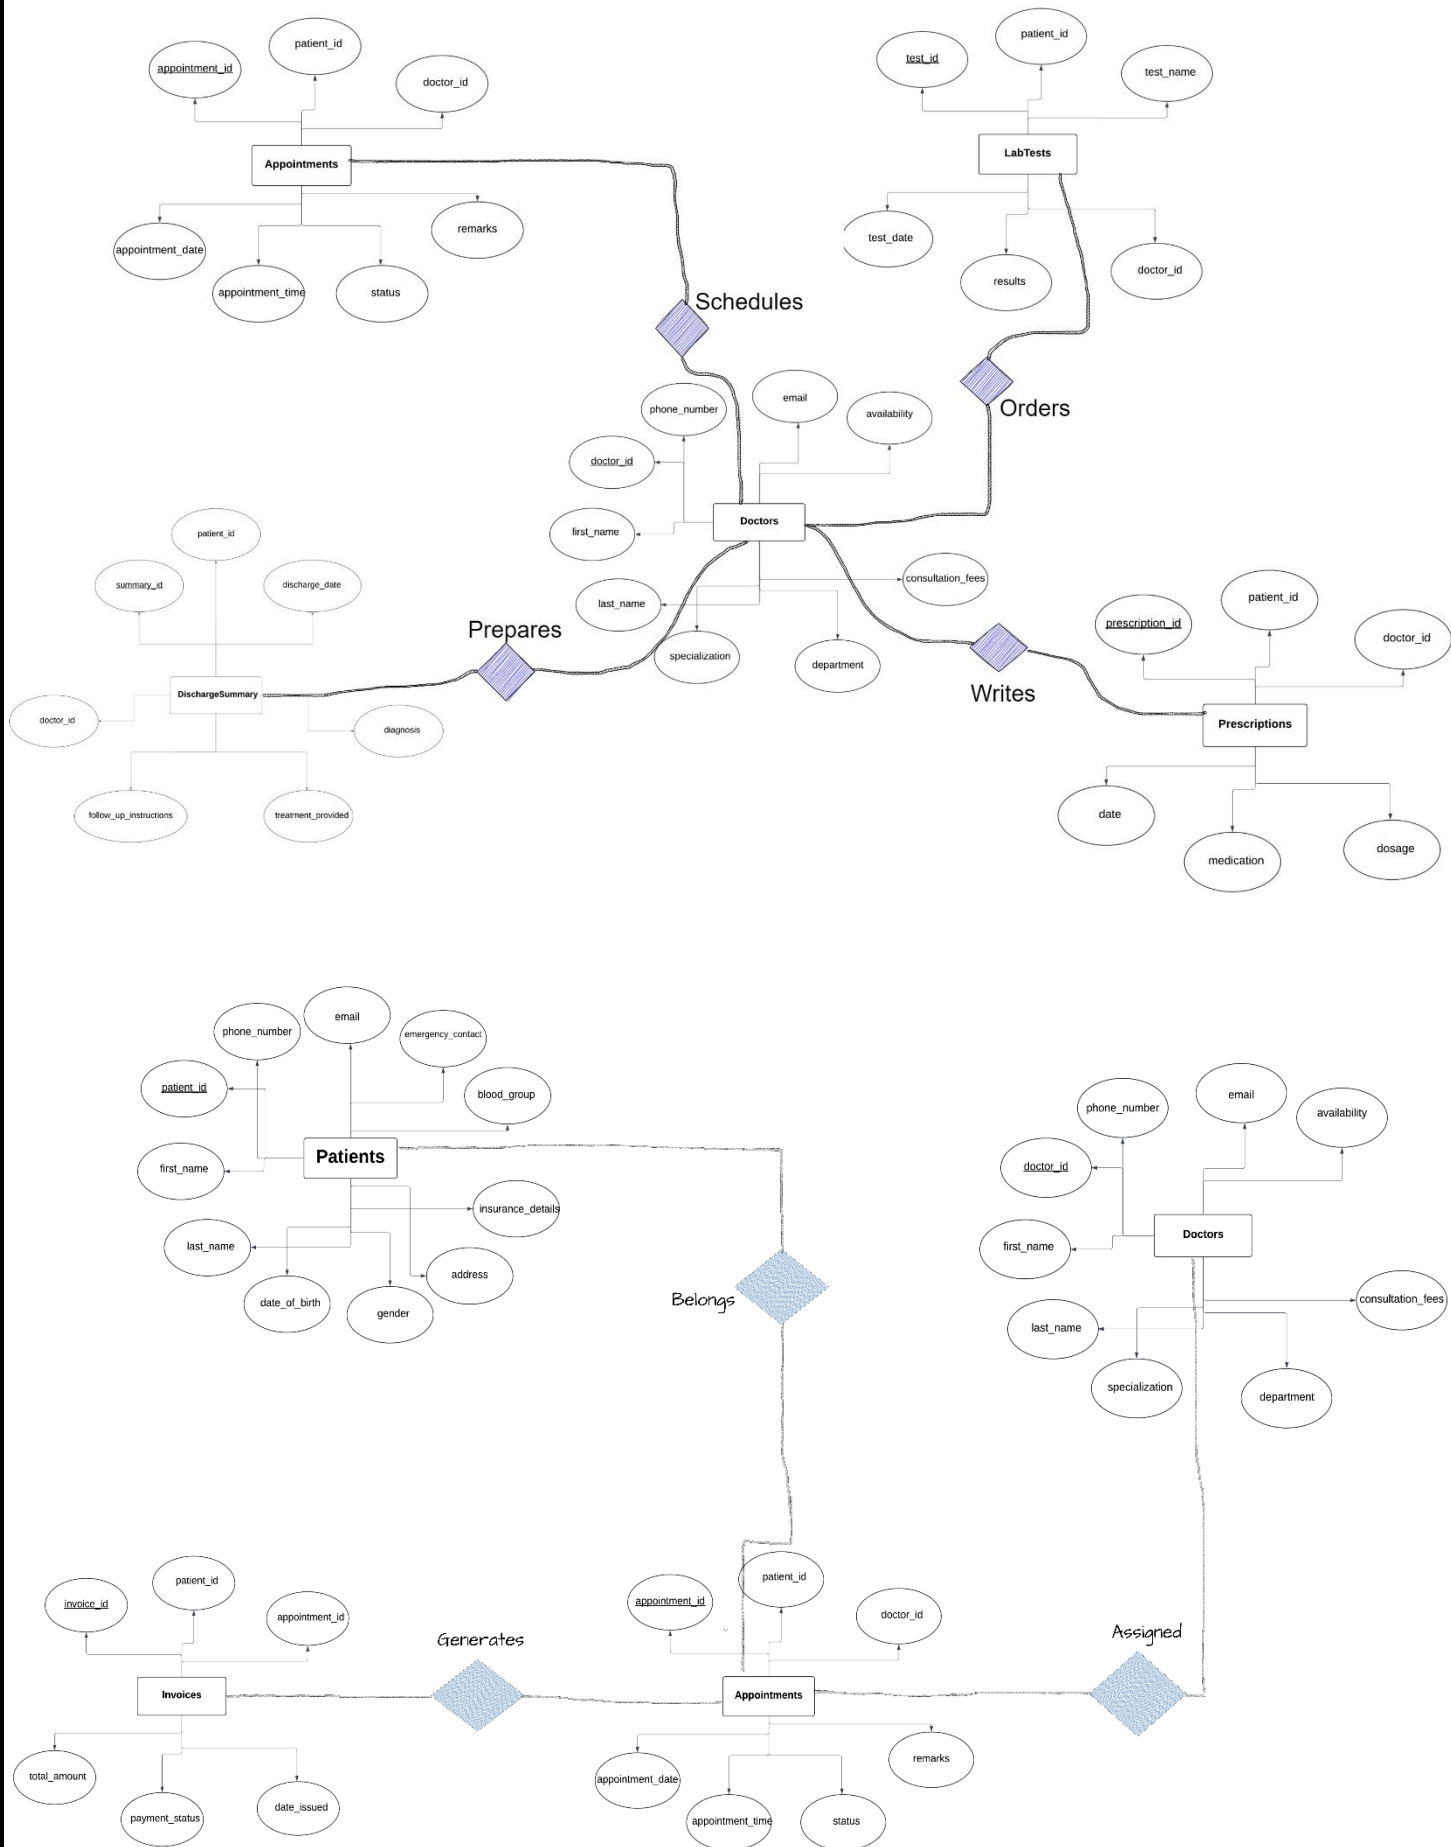 patient_id
appointment_id
doctor_id
Appointments
remarks
appointment_date
appointment_time
status
patient_id
test_id
test_name
LabTests
test_date
doctor_id
results
Schedules
Orders
email
phone_number
availability
doctor_id
Doctors
first_name
consultation_fees
last_name
specialization
department
patient_id
summary_id
discharge_date
Prepares
DischargeSummary
doctor_id
diagnosis
follow_up_instructions
treatment_provided
Writes
patient_id
prescription_id
doctor_id
Prescriptions
date
dosage
medication
email
phone_number
emergency_contact
patient_id
blood_group
Patients
first_name
insurance_details
last_name
address
date_of_birth
gender
Belongs
email
phone_number
availability
doctor_id
Doctors
first_name
consultation_fees
last_name
specialization
department
patient_id
invoice_id
appointment_id
Invoices
total_amount
payment_status
date_issued
Generates
patient_id
appointment_id
doctor_id
Appointments
remarks
appointment_date
appointment_time
status
Assigned